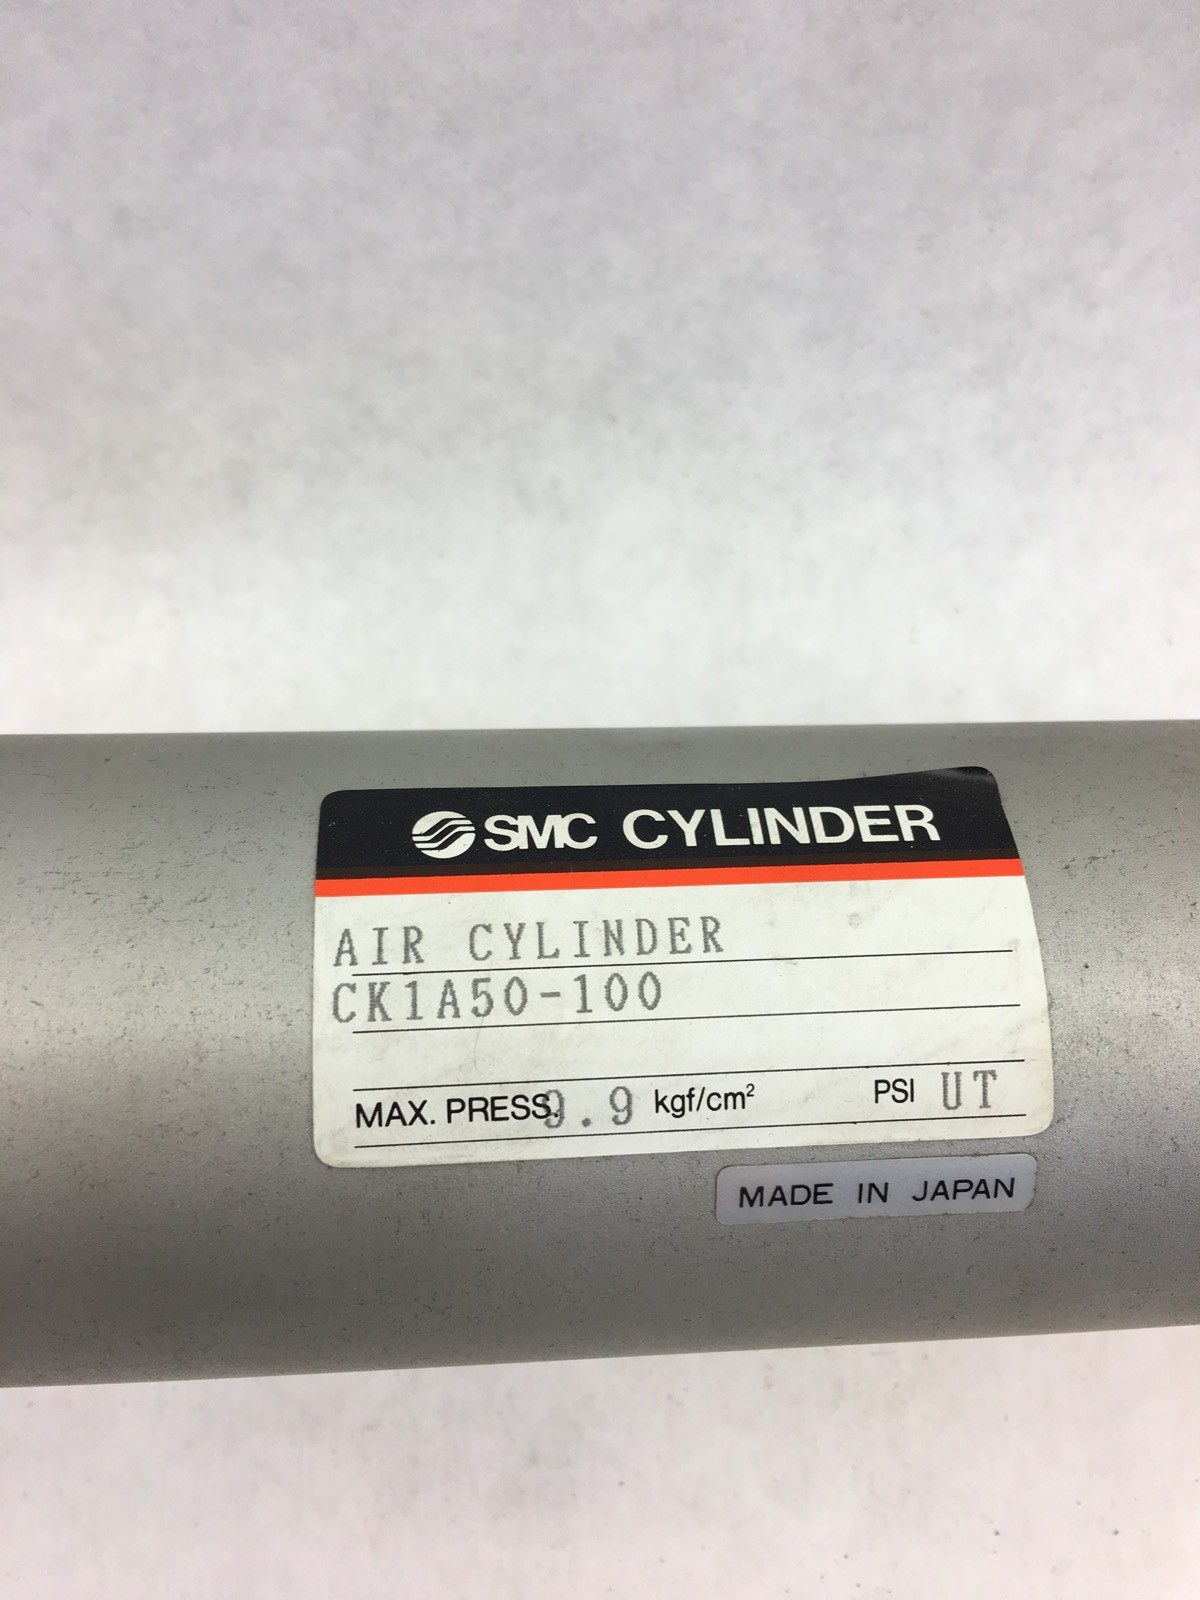 SMC CYLINDER
AIR CYLINDER
CK1A50-100
MAX. PRESS. 9.9 kgf/cm² PSI UT
MADE IN JAPAN